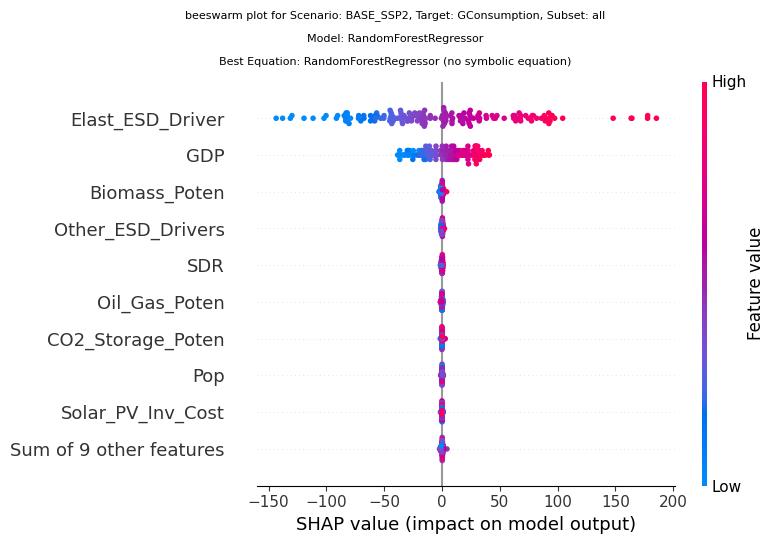 beeswarm plot for Scenario: BASE_SSP2, Target: GConsumption, Subset: all
Model: RandomForestRegressor
Best Equation: RandomForestRegressor (no symbolic equation)
High
Elast_ESD_Driver
GDP
Biomass_Poten
Other_ESD_Drivers
SDR
Oil_Gas_Poten
CO2_Storage_Poten
Pop
Solar_PV_Inv_Cost
Sum of 9 other features
Feature value
Low
−150 −100 −50 0 50 100 150 200
SHAP value (impact on model output)